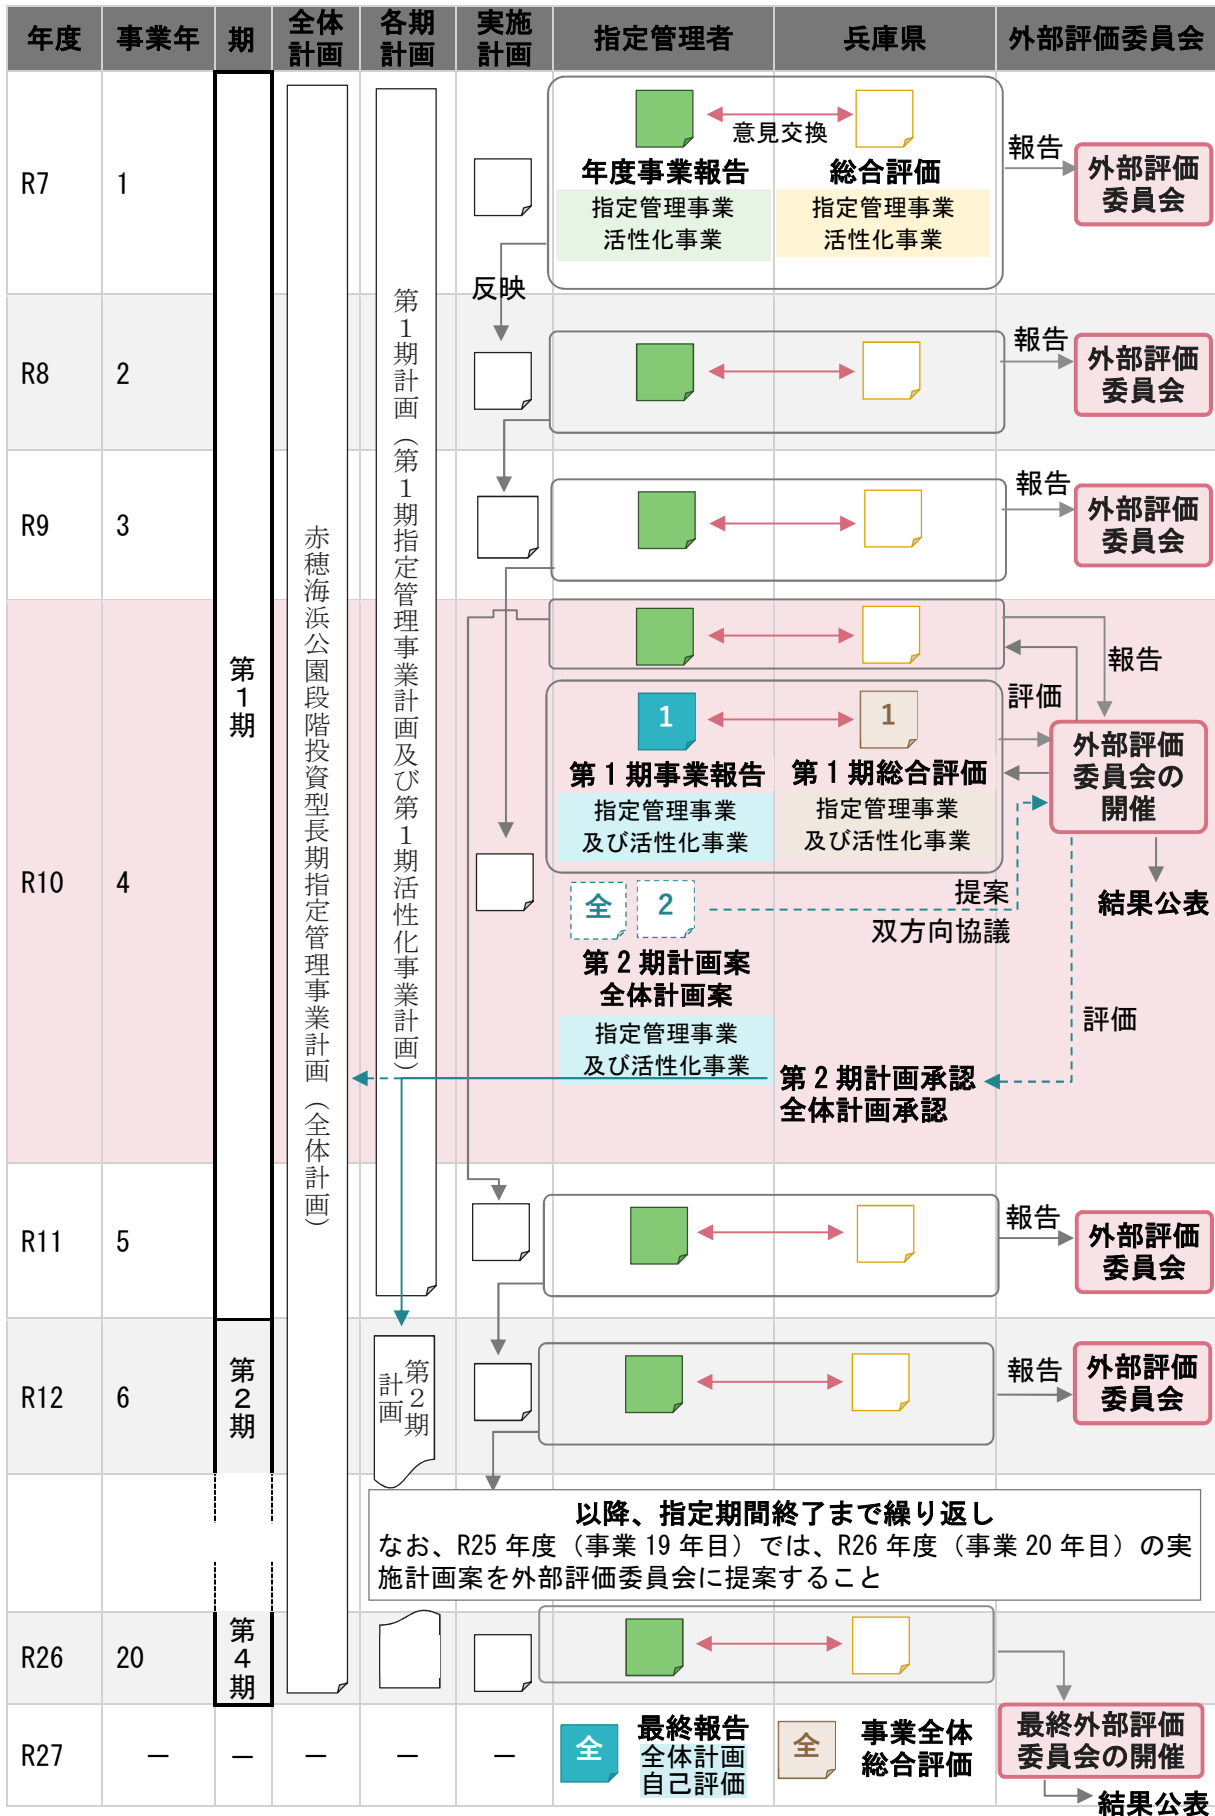 年度 事業年 期 全体計画 各期計画 実施計画 指定管理者 兵庫県 外部評価委員会
R7 1
意見交換
年度事業報告
指定管理事業
活性化事業
総合評価
指定管理事業
活性化事業
報告
外部評価
委員会
反映
R8 2
報告
外部評価
委員会
R9 3
報告
外部評価
委員会
第1期
赤穂海浜公園段階投資型長期指定管理事業計画（全体計画）
第1期計画（第1期指定管理事業計画及び第1期活性化事業計画）
R10 4
報告
評価
1
第1期事業報告
指定管理事業
及び活性化事業
1
第1期総合評価
指定管理事業
及び活性化事業
外部評価
委員会の
開催
結果公表
全 2
提案
双方向協議
第2期計画案
全体計画案
指定管理事業
及び活性化事業
評価
第2期計画承認
全体計画承認
R11 5
報告
外部評価
委員会
R12 6
第2期
第2期
計画
報告
外部評価
委員会
以降、指定期間終了まで繰り返し
なお、R25年度（事業19年目）では、R26年度（事業20年目）の実
施計画案を外部評価委員会に提案すること
R26 20
第4期
R27 － － － － －
全
最終報告
全体計画
自己評価
全
事業全体
総合評価
最終外部評価
委員会の開催
結果公表